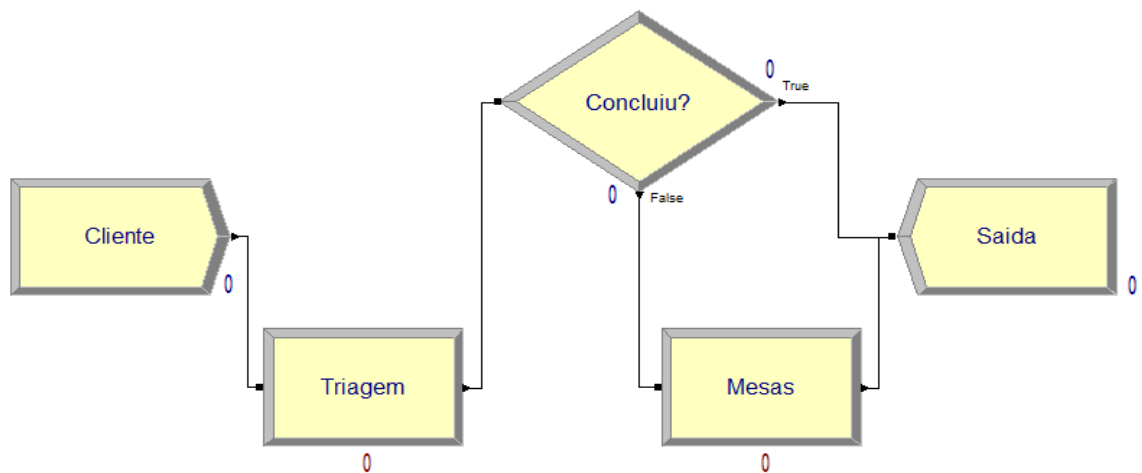 0
Concluiu?
True
0
False
Cliente
0
Saida
0
Triagem
0
Mesas
0